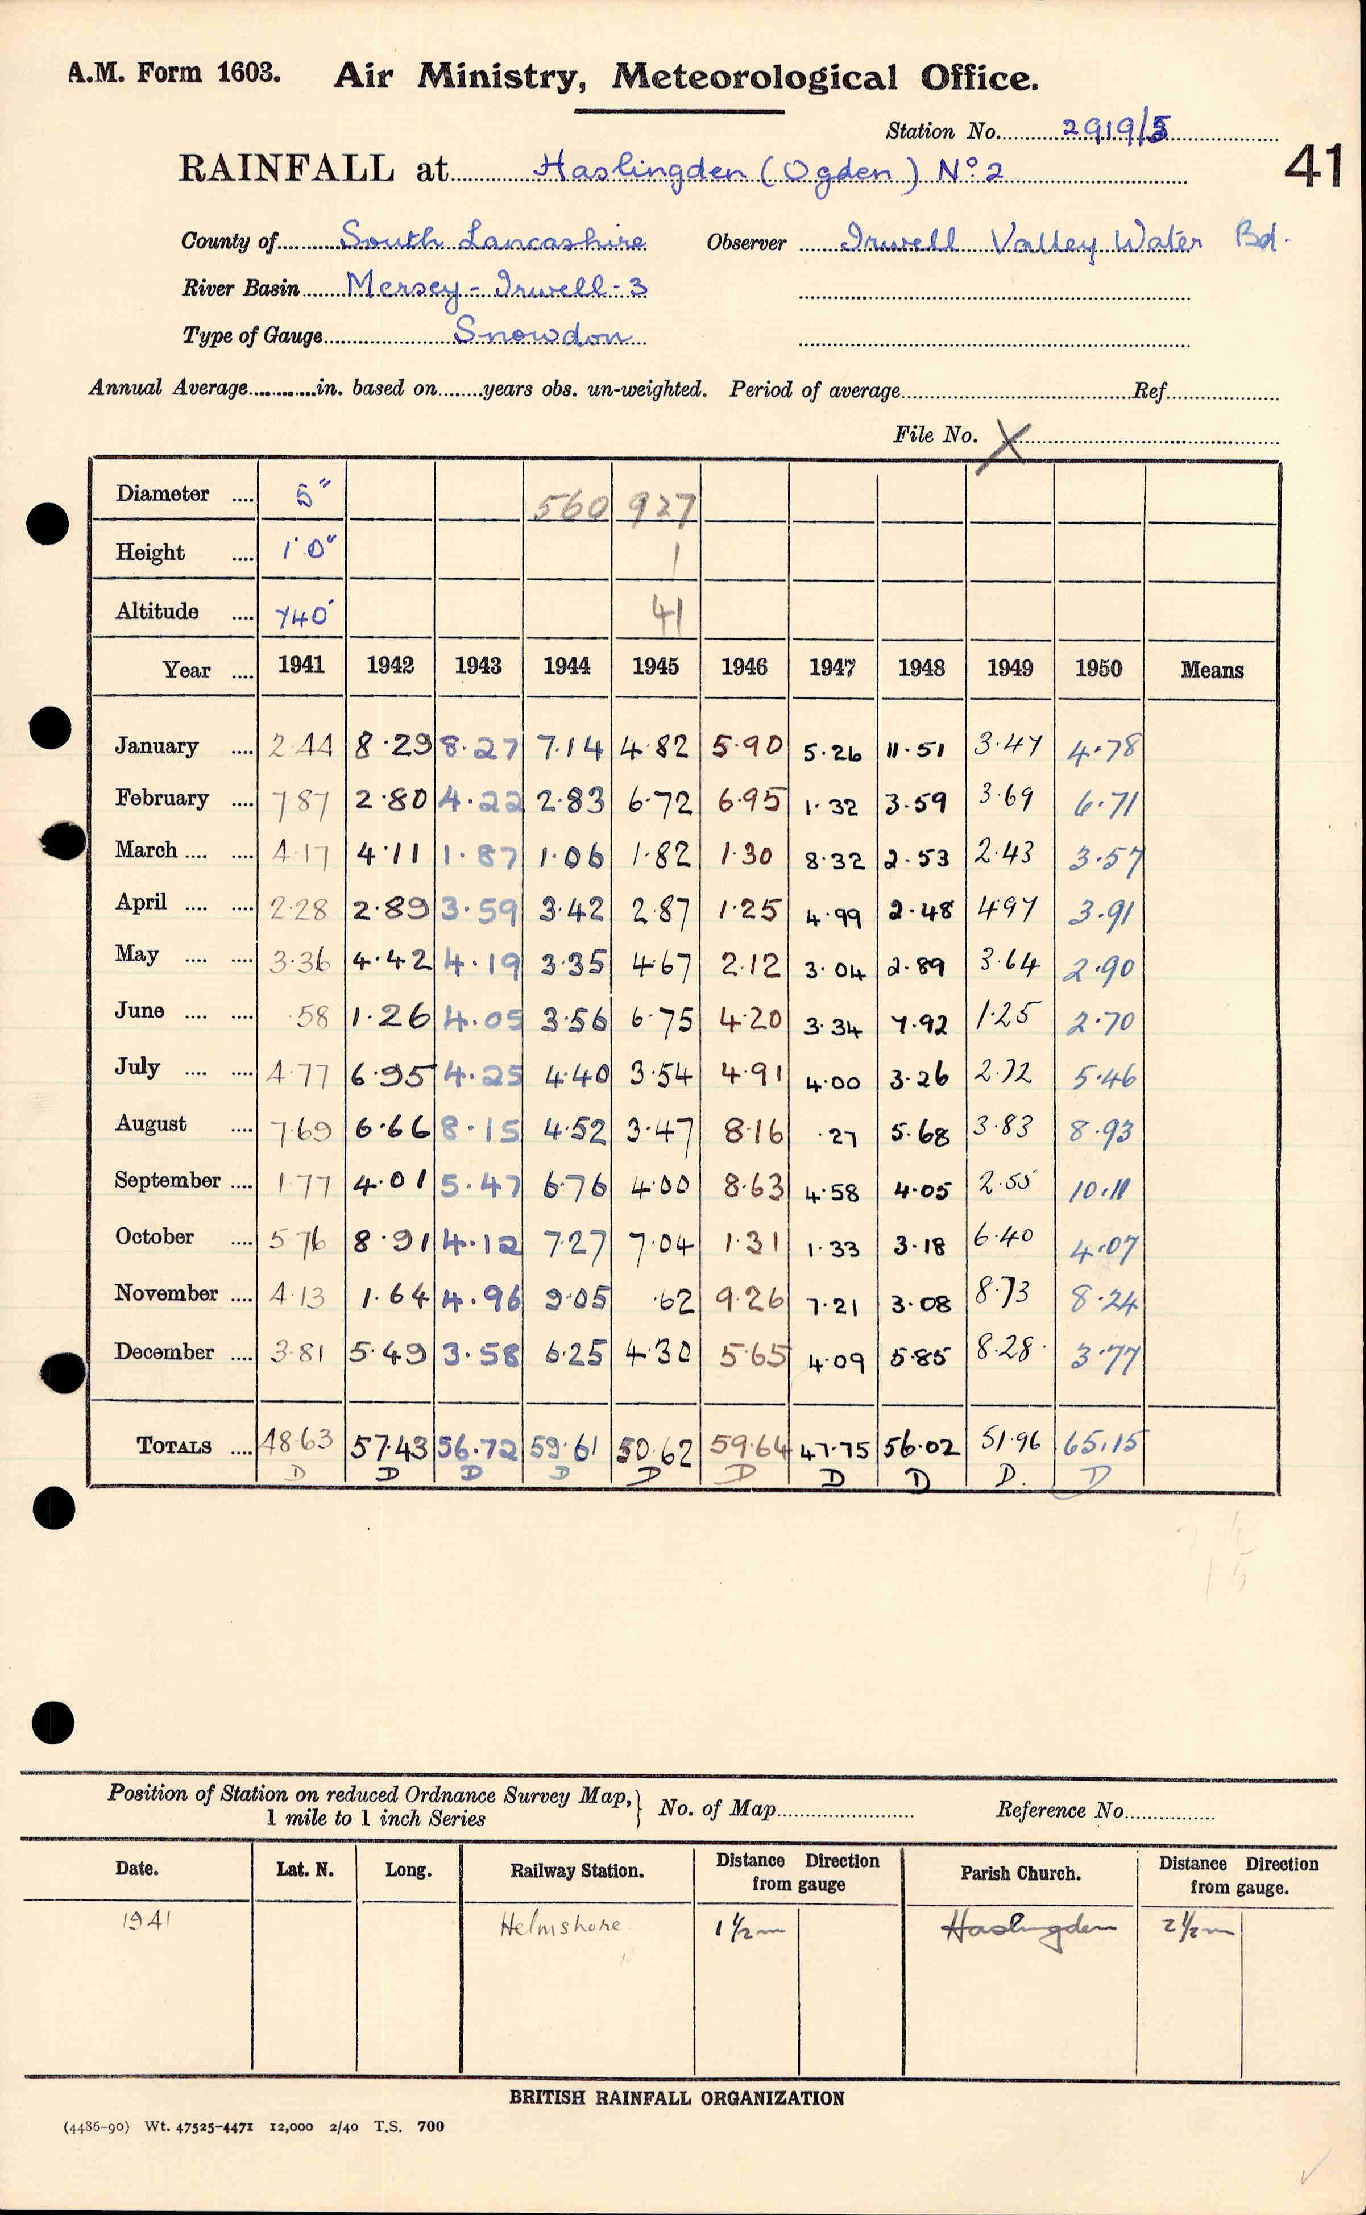 A.M. Form 1603. Air Ministry, Meteorological Office.
Station No. 2919/5
41
RAINFALL at Haslingden (Ogden) No. 2
County of South Lancashire Observer Irwell Valley Water Bd.
River Basin Mersey - Irwell - 3
Type of Gauge Snowdon
Annual Average in. based on years obs. un-weighted. Period of average Ref.
File No. X
Diameter 5" 560 927
Height 1'0" 1
Altitude 740' 41
Year 1941 1942 1943 1944 1945 1946 1947 1948 1949 1950 Means
January 2.44 8.29 8.27 7.14 4.82 5.90 5.26 11.51 3.47 4.78
February 7.87 2.80 4.22 2.83 6.72 6.95 1.32 3.59 3.69 6.71
March 4.17 4.11 1.87 1.06 1.82 1.30 8.32 2.53 2.43 3.57
April 2.28 2.89 3.59 3.42 2.87 1.25 4.99 2.48 4.97 3.91
May 3.36 4.42 4.19 3.35 4.67 2.12 3.04 2.89 3.64 2.90
June .58 1.26 4.05 3.56 6.75 4.20 3.34 7.92 1.25 2.70
July 4.77 6.95 4.25 4.40 3.54 4.91 4.00 3.26 2.72 5.46
August 7.69 6.66 8.15 4.52 3.47 8.16 .27 5.68 3.83 8.93
September 1.77 4.01 5.47 6.76 4.00 8.63 4.58 4.05 2.55 10.11
October 5.76 8.91 4.12 7.27 7.04 1.31 1.33 3.18 6.40 4.07
November 4.13 1.64 4.96 9.05 .62 9.26 7.21 3.08 8.73 8.24
December 3.81 5.49 3.58 6.25 4.30 5.65 4.09 5.85 8.28 3.77
TOTALS 48.63 57.43 56.72 59.61 50.62 59.64 47.75 56.02 51.96 65.15
D D D D D D D D D. D
Position of Station on reduced Ordnance Survey Map, 1 mile to 1 inch Series } No. of Map Reference No.
Date. Lat. N. Long. Railway Station. Distance Direction from gauge Parish Church. Distance Direction from gauge.
1941 Helmshore 1 1/2 m Haslingden 2 1/2 m
BRITISH RAINFALL ORGANIZATION
(4486-90) Wt. 47525-4471 12,000 2/40 T.S. 700